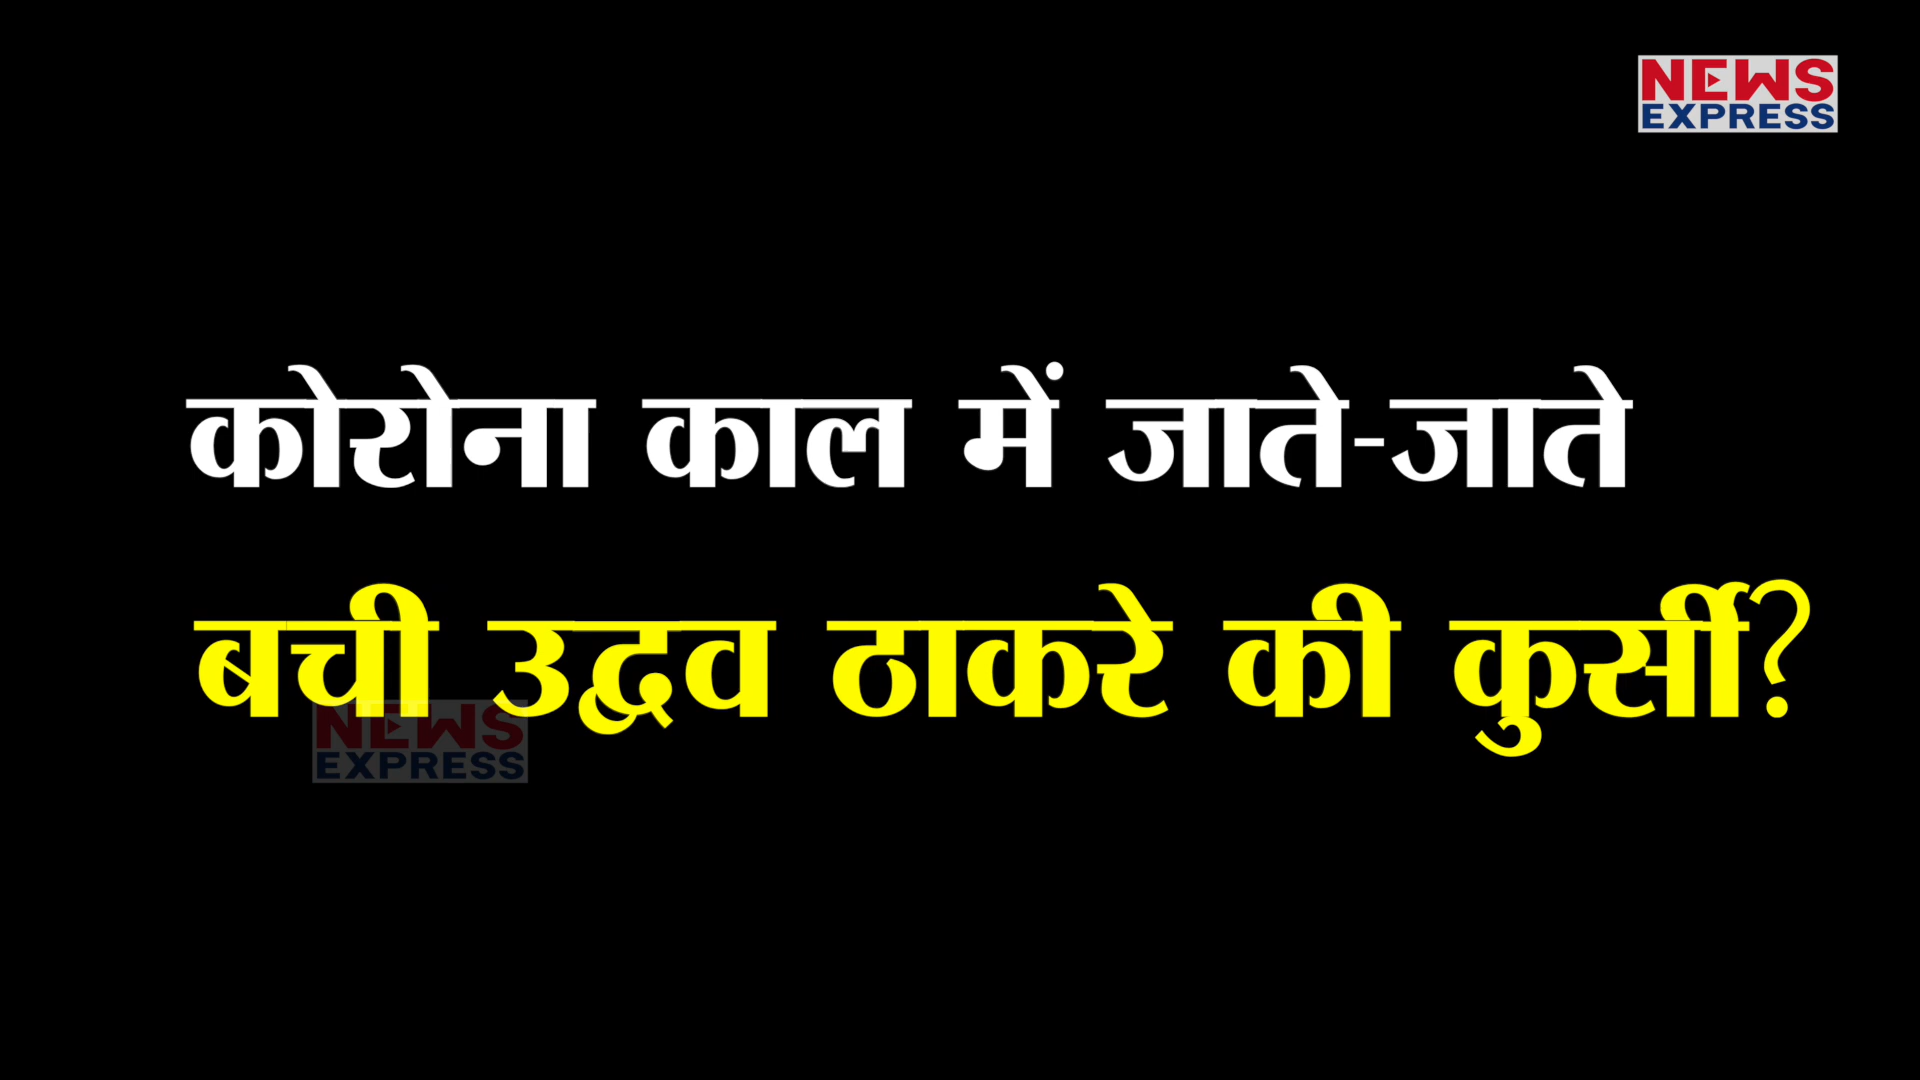 NEWS
EXPRESS
कोरोना काल में जाते-जाते
बची उद्धव ठाकरे की कुर्सी?
NEWS
EXPRESS